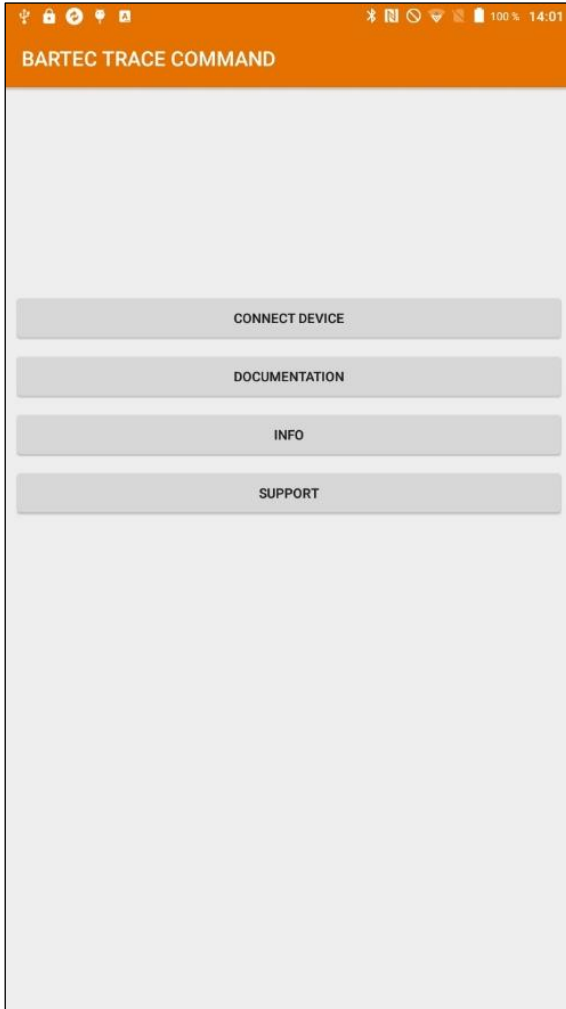 100 % 14:01
BARTEC TRACE COMMAND
CONNECT DEVICE
DOCUMENTATION
INFO
SUPPORT